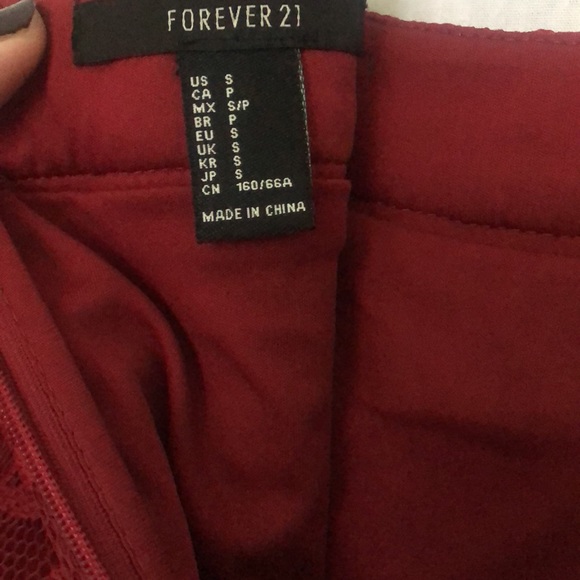 FOREVER 21
US S
CA P
MX S/P
BR P
EU S
UK S
KR S
JP S
CN 160/66A
MADE IN CHINA